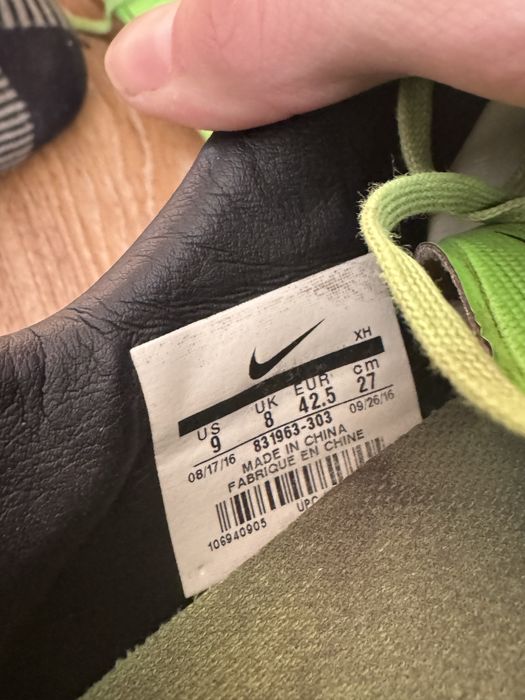 XH
US UK EUR cm
9 8 42.5 27
08/17/16 831963-303 09/26/16
MADE IN CHINA
FABRIQUE EN CHINE
UPC
106940905